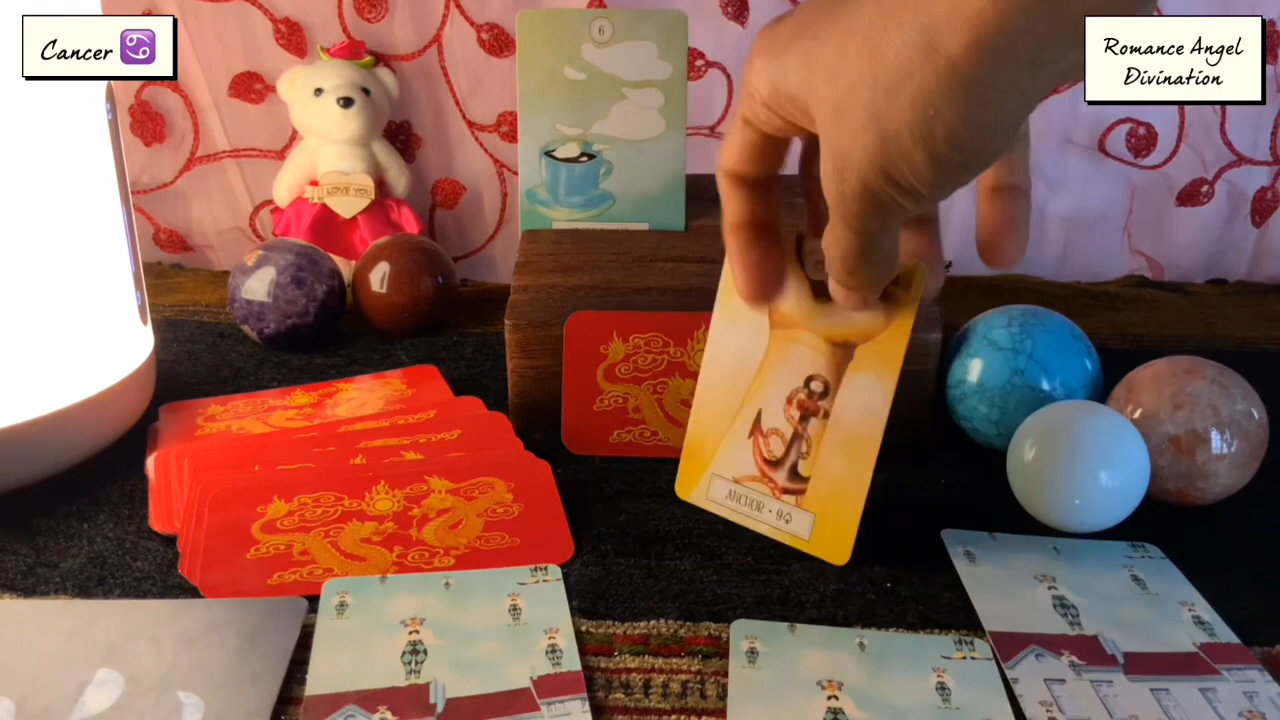 Cancer ♋
Romance Angel
Divination
6
LOVE YOU
ANCHOR • 9♤